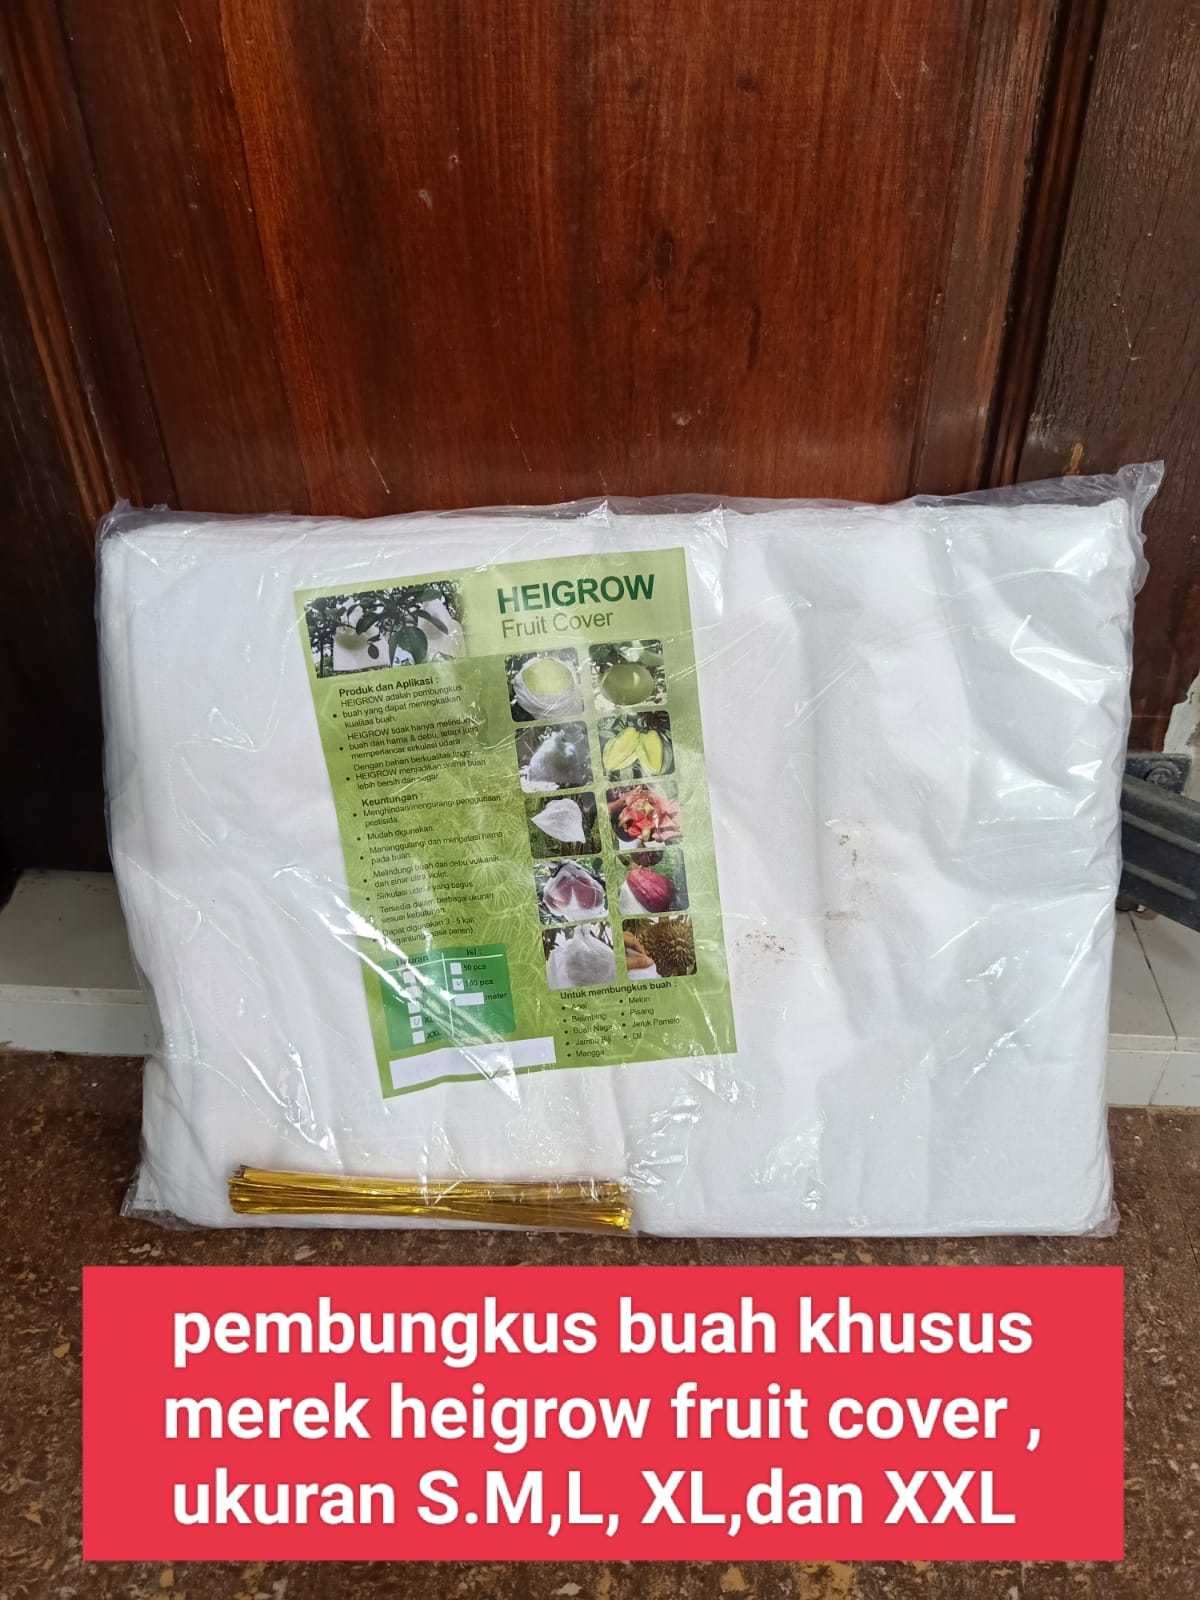 HEIGROW
Fruit Cover
Produk dan Aplikasi :
HEIGROW adalah pembungkus
buah yang dapat meningkatkan
kualitas buah.
HEIGROW tidak hanya melindungi
buah dari hama & debu, tetapi juga
memperlancar sirkulasi udara.
Dengan bahan berkualitas tinggi,
HEIGROW menjadikan warna buah
lebih bersih dan segar.
Keuntungan :
Menghindari/mengurangi penggunaan
pestisida.
Mudah digunakan.
Menanggulangi dan mengatasi hama
pada buah.
Melindungi buah dari debu vulkanik
dan sinar ultra violet.
Sirkulasi udara yang bagus
Tersedia dalam berbagai ukuran
sesuai kebutuhan.
Dapat digunakan 3 - 5 kali
(tergantung masa panen)
Ukuran
Isi :
50 pcs
100 pcs
meter
XL
XXL
Untuk membungkus buah :
Apel
Belimbing
Buah Naga
Jambu Biji
Mangga
Melon
Pisang
Jeruk Pamelo
Dll
pembungkus buah khusus
merek heigrow fruit cover ,
ukuran S.M,L, XL,dan XXL